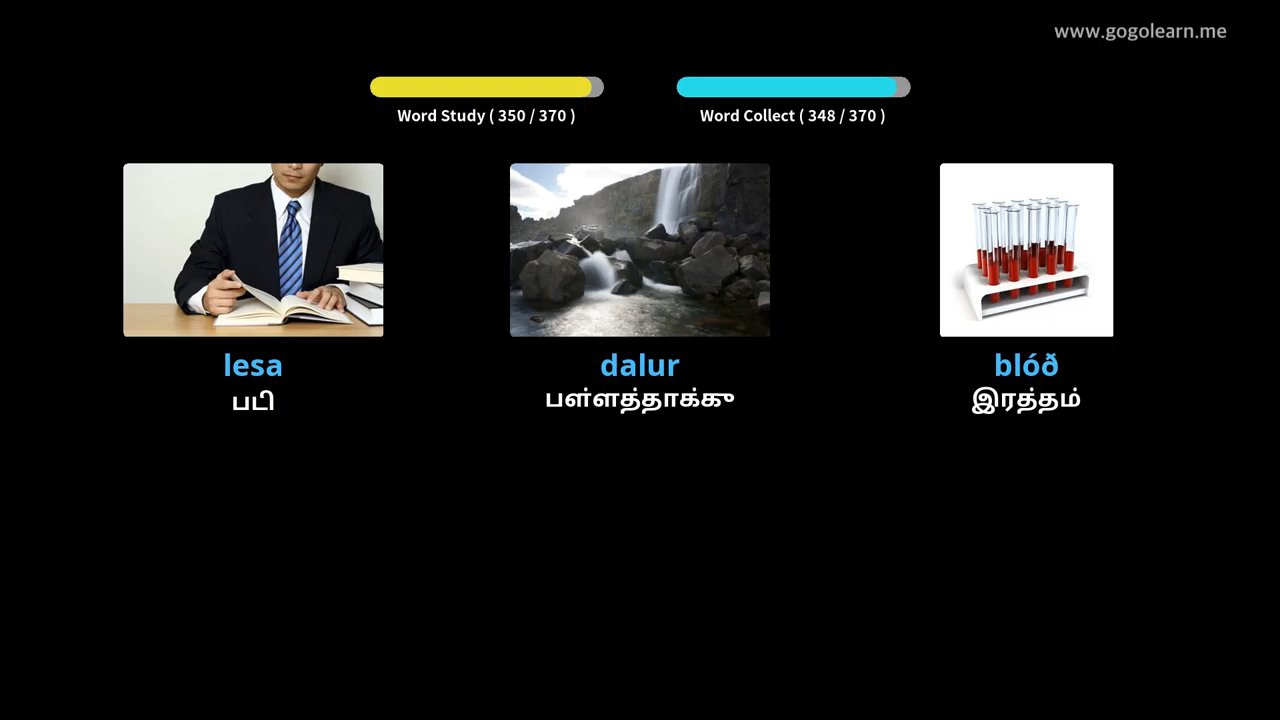 www.gogolearn.me
Word Study ( 350 / 370 )
Word Collect ( 348 / 370 )
lesa
படி
dalur
பள்ளத்தாக்கு
blóð
இரத்தம்